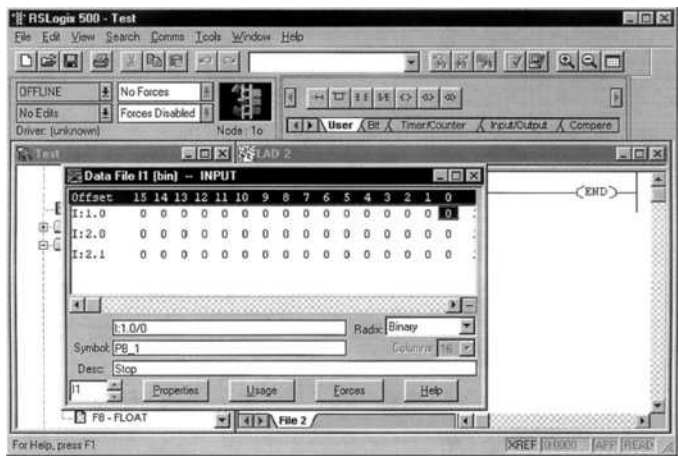 RSLogix 500 - Test
File Edit View Search Comms Tools Window Help
OFFLINE No Forces
No Edits Forces Disabled
Driver: (unknown) Node: 1o
User Bit Timer/Counter Input/Output Compare
Test LAD 2
Data File I1 (bin) -- INPUT
Offset 15 14 13 12 11 10 9 8 7 6 5 4 3 2 1 0
I:1.0 0 0 0 0 0 0 0 0 0 0 0 0 0 0 0 0
I:2.0 0 0 0 0 0 0 0 0 0 0 0 0 0 0 0 0
I:2.1 0 0 0 0 0 0 0 0 0 0 0 0 0 0 0 0
(END)
I:1.0/0 Radix: Binary
Symbol: PB_1 Columns: 16
Desc: Stop
I1 Properties Usage Forces Help
F8 - FLOAT File 2
For Help, press F1 XREF 0:0000 APP READ